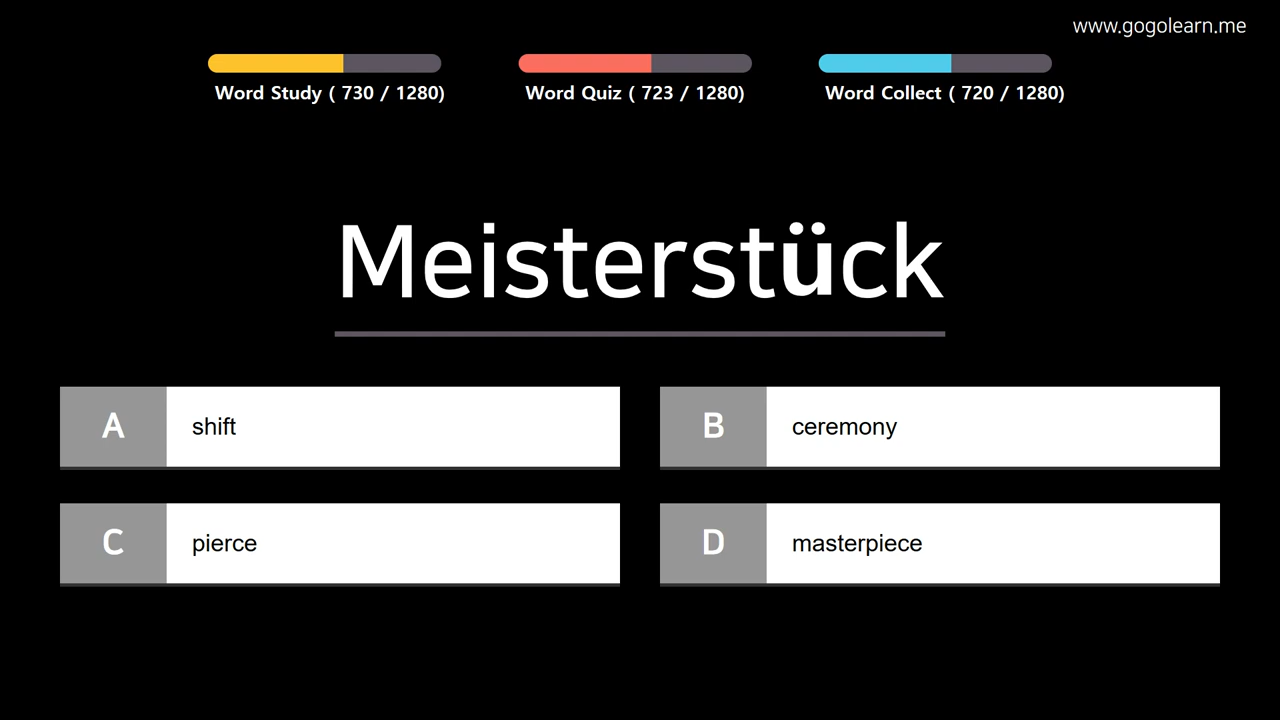 www.gogolearn.me
Word Study ( 730 / 1280)
Word Quiz ( 723 / 1280)
Word Collect ( 720 / 1280)
Meisterstück
A shift
B ceremony
C pierce
D masterpiece